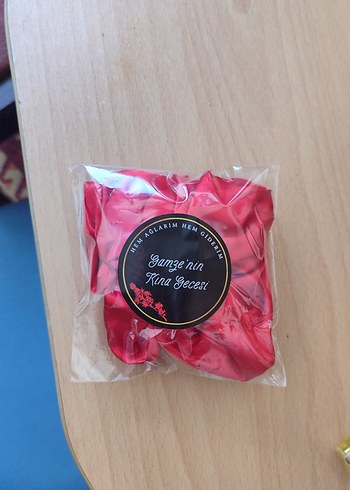 HEM AĞLARIM HEM GİDERİM
Gamze'nin
Kına Gecesi